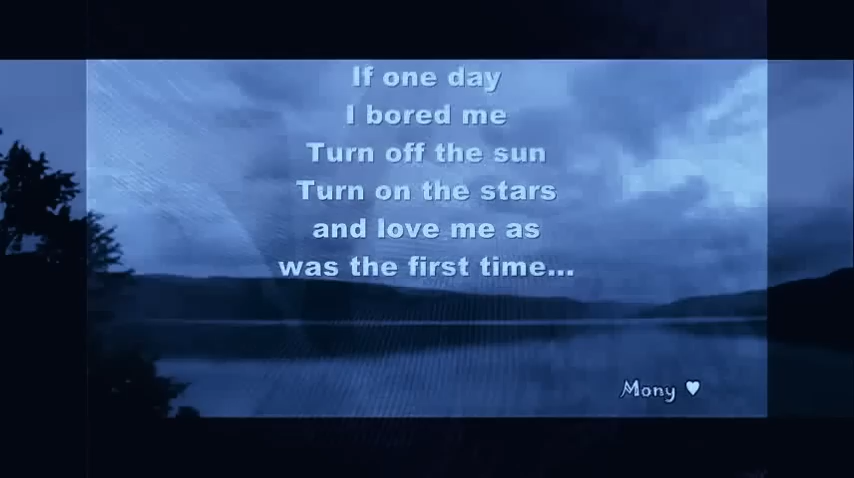 If one day
I bored me
Turn off the sun
Turn on the stars
and love me as
was the first time...
Mony ♥